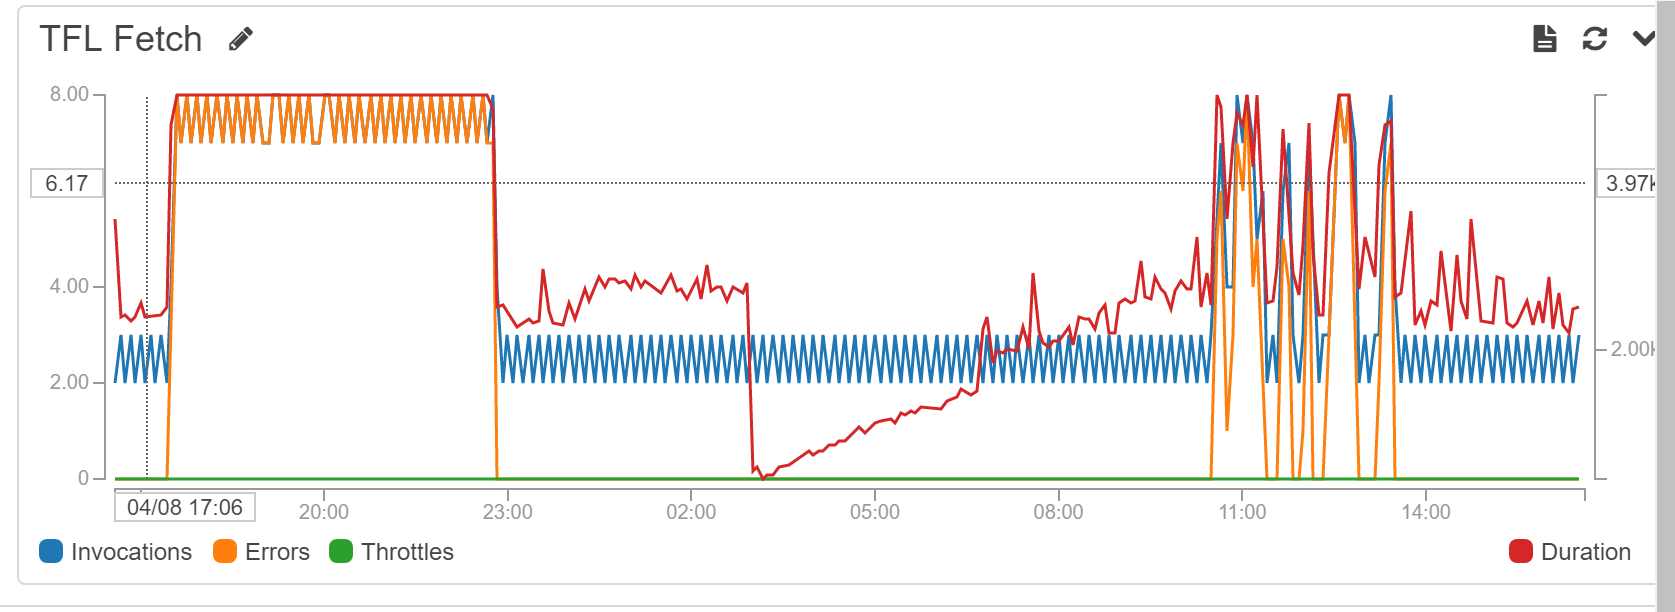 TFL Fetch
8.00
6.17
3.97k
4.00
2.00
2.00k
0
04/08 17:06
20:00
23:00
02:00
05:00
08:00
11:00
14:00
Invocations
Errors
Throttles
Duration